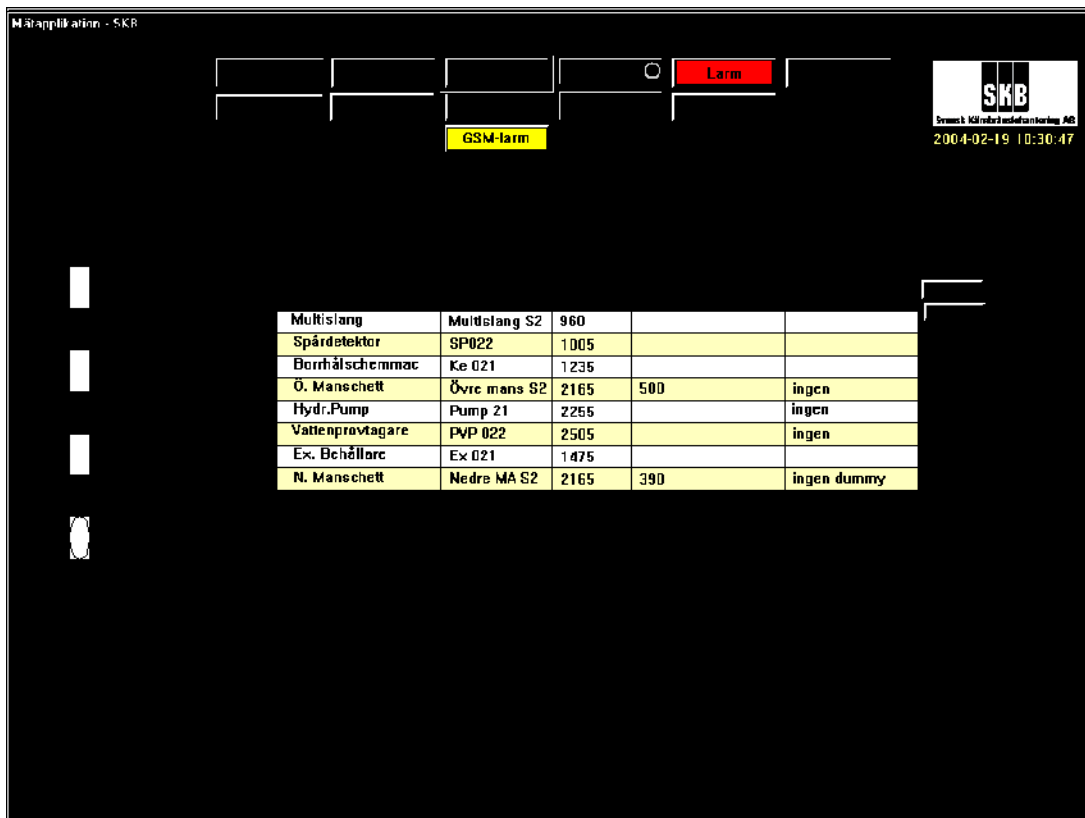 Mätapplikation - SKB
Larm
GSM-larm
SKB
Svensk Kärnbränslehantering AB
2004-02-19 10:30:47
Multislang Multislang S2 960
Spårdetektor SP022 1005
Borrhålschemmac Ke 021 1235
Ö. Manschett Övre mans S2 2165 500 ingen
Hydr.Pump Pump 21 2255 ingen
Vattenprovtagare PVP 022 2505 ingen
Ex. Behållare Ex 021 1475
N. Manschett Nedre MA S2 2165 390 ingen dummy